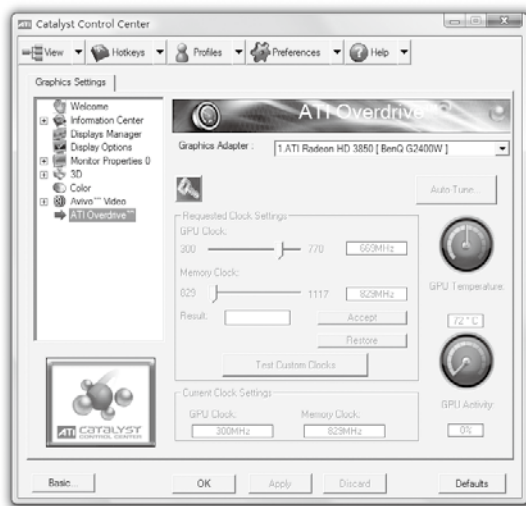 Catalyst Control Center
View Hotkeys Profiles Preferences Help
Graphics Settings
Welcome
Information Center
Displays Manager
Display Options
Monitor Properties 0
3D
Color
Avivo™ Video
ATI Overdrive™
ATI Overdrive™
Graphics Adapter :
1.ATI Radeon HD 3850 [ BenQ G2400W ]
Auto Tune...
Requested Clock Settings
GPU Clock:
300 770 669MHz
Memory Clock:
829 1117 829MHz
Result: Accept
Restore
Test Custom Clocks
GPU Temperature:
72 °C
Current Clock Settings
GPU Clock: Memory Clock:
300MHz 829MHz
GPU Activity:
0%
ATI CATALYST
CONTROL CENTER
Basic... OK Apply Discard Defaults